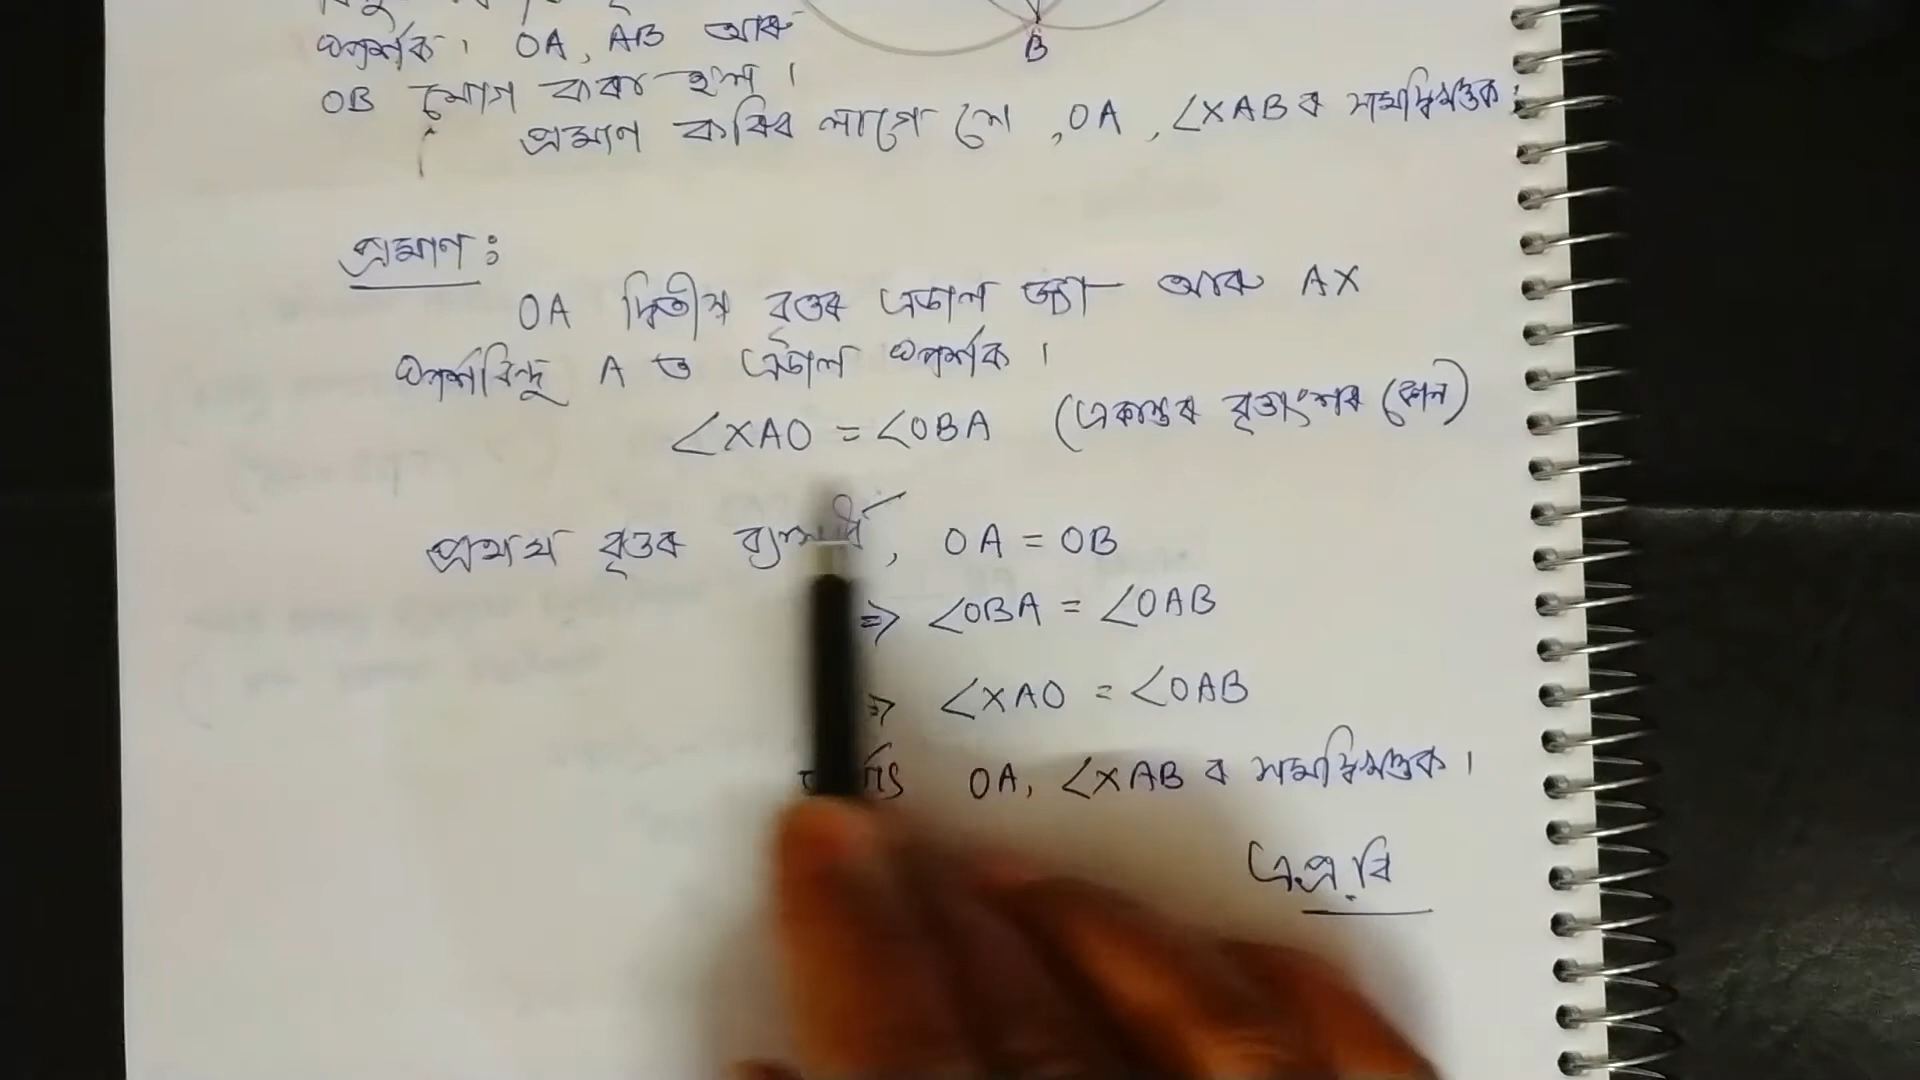 স্পৰ্শক। OA, AB আৰু
B
OB যোগ কৰা হল।
প্ৰমাণ কৰিব লাগে যে, OA, ∠XAB ৰ সমদ্বিখণ্ডক।
প্ৰমাণ :
OA দ্বিতীয় বৃত্তৰ এডাল জ্যা আৰু AX
স্পৰ্শবিন্দু A ত এডাল স্পৰ্শক।
∠XAO = ∠OBA (একান্তৰ বৃত্তাংশৰ কোণ)
প্ৰথম বৃত্তৰ ব্যাসাৰ্ধ, OA = OB
⇒ ∠OBA = ∠OAB
⇒ ∠XAO = ∠OAB
OA, ∠XAB ৰ সমদ্বিখণ্ডক।
এ.প্ৰ.বি